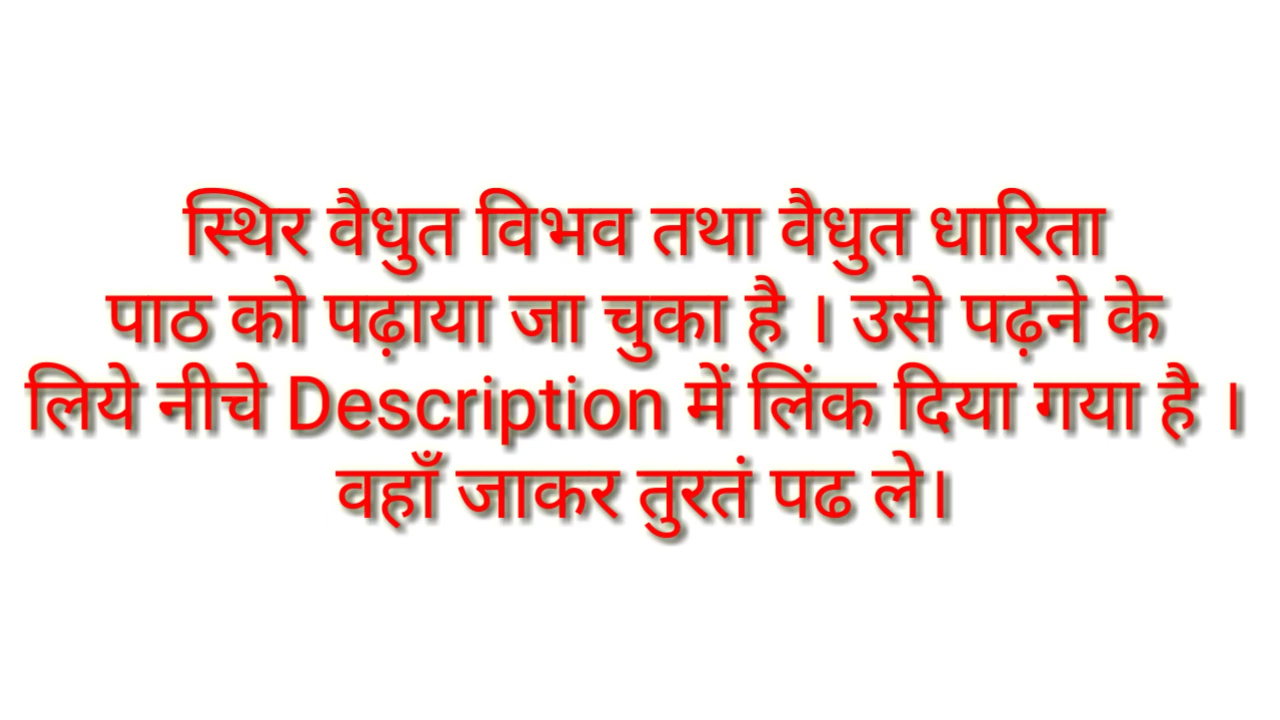 स्थिर वैधुत विभव तथा वैधुत धारिता
पाठ को पढ़ाया जा चुका है । उसे पढ़ने के
लिये नीचे Description में लिंक दिया गया है ।
वहाँ जाकर तुरतं पढ ले।